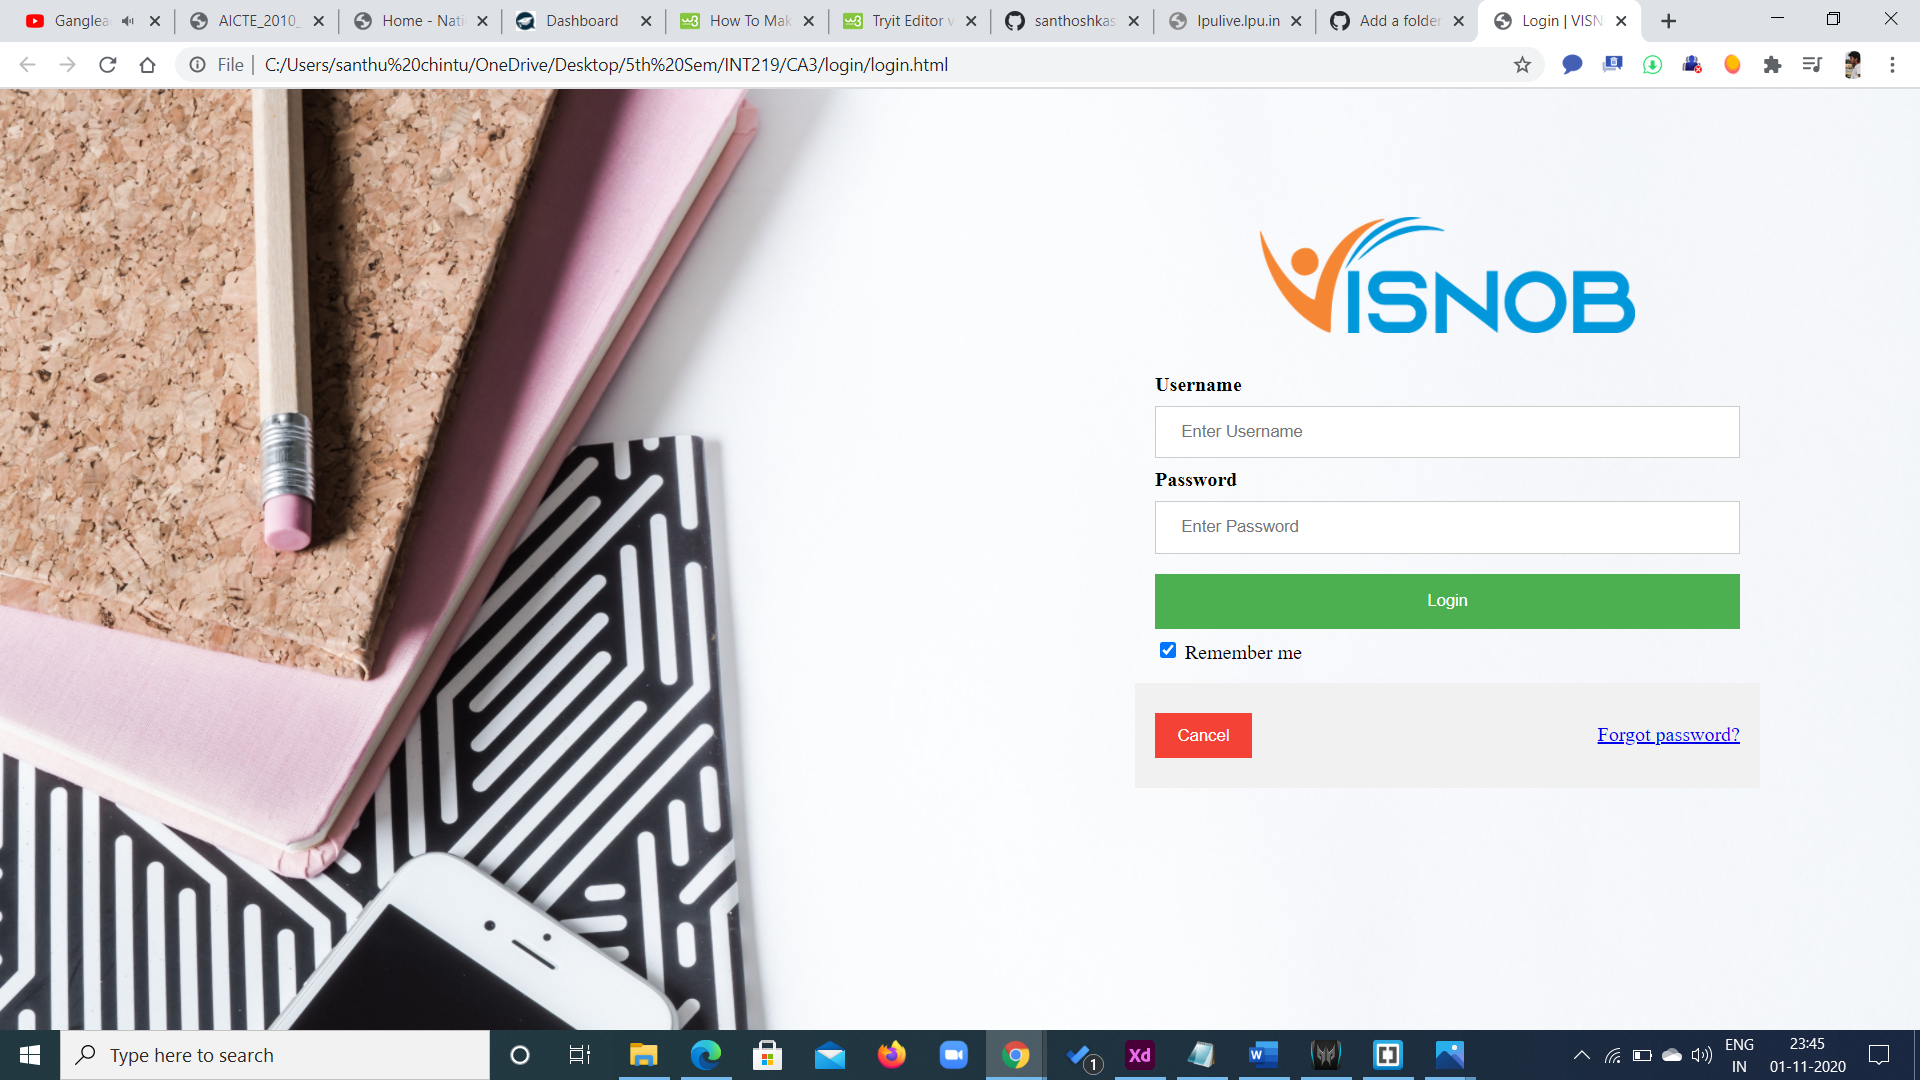 Ganglea
AICTE_2010_
Home - Nati
Dashboard
How To Mak
Tryit Editor v
santhoshkas
lpulive.lpu.in
Add a folder
Login | VISN
File | C:/Users/santhu%20chintu/OneDrive/Desktop/5th%20Sem/INT219/CA3/login/login.html
VISNOB
Username
Enter Username
Password
Enter Password
Login
Remember me
Cancel
Forgot password?
Type here to search
1
Xd
ENG
IN
23:45
01-11-2020